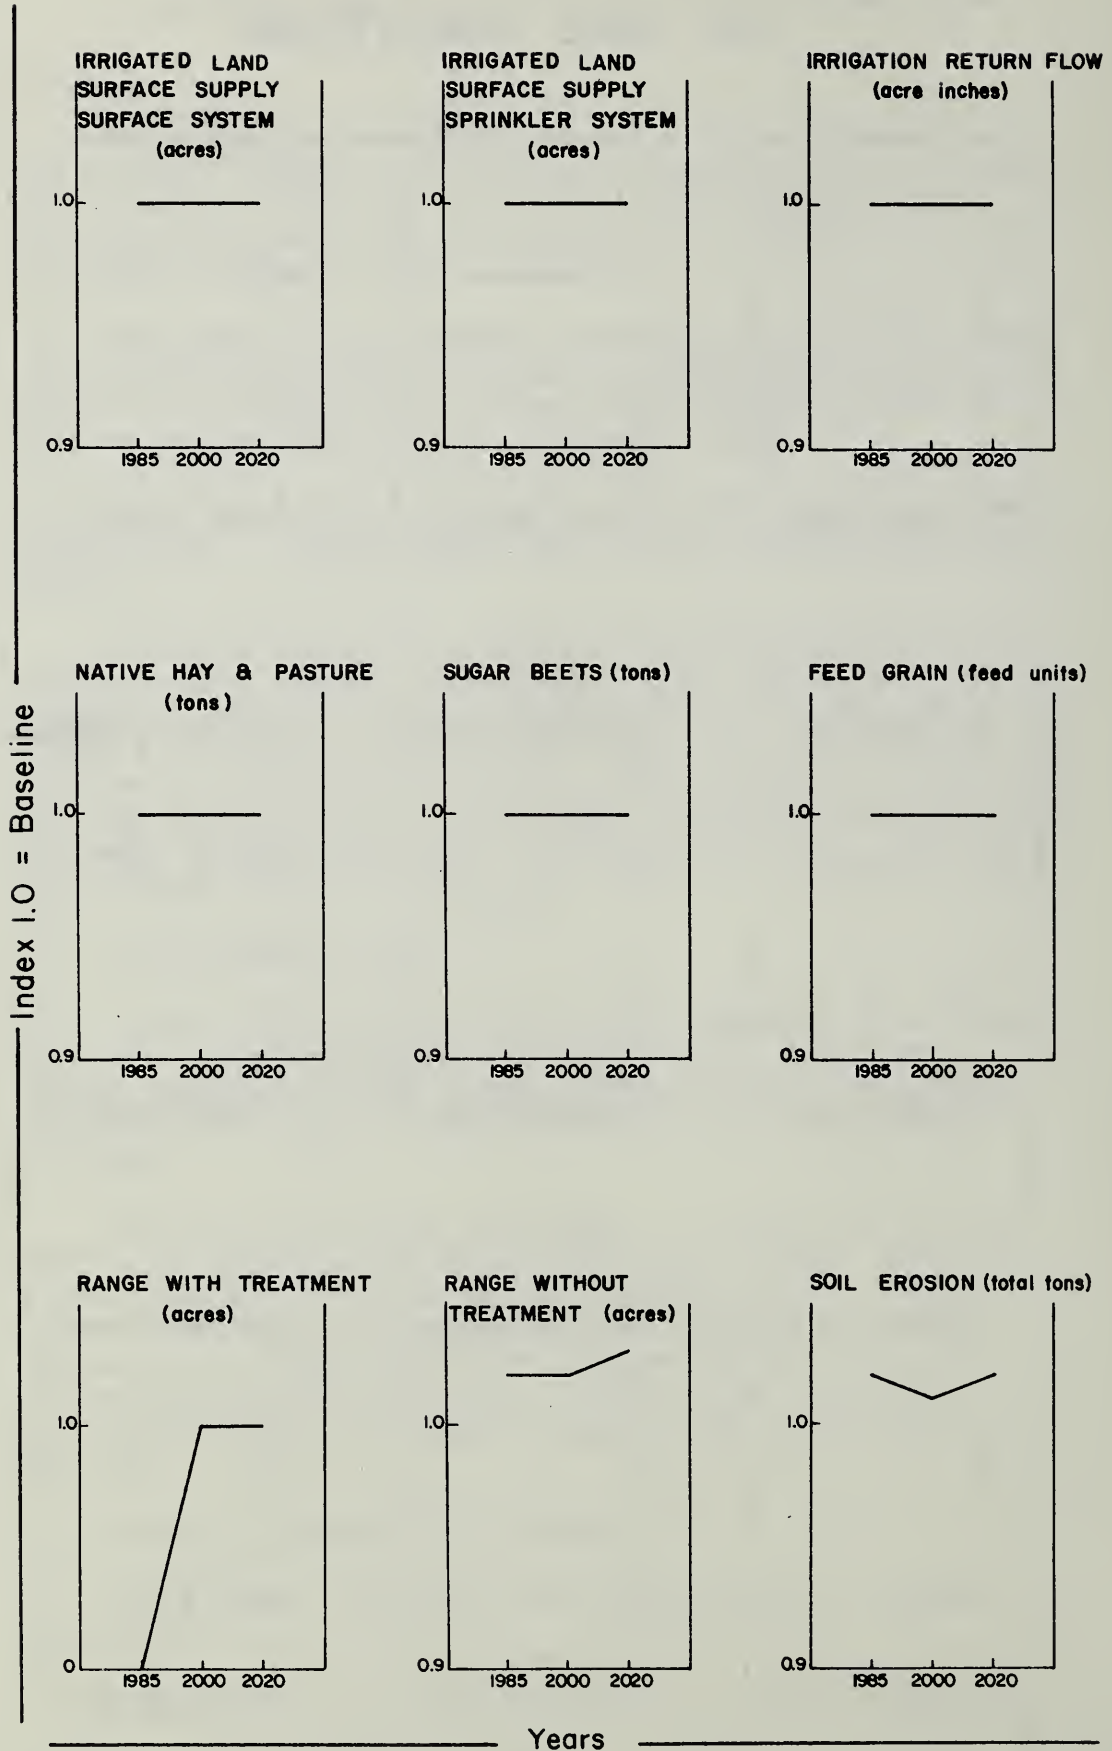 IRRIGATED LAND
SURFACE SUPPLY
SURFACE SYSTEM
(acres)
1.0
0.9
1985 2000 2020
IRRIGATED LAND
SURFACE SUPPLY
SPRINKLER SYSTEM
(acres)
1.0
0.9
1985 2000 2020
IRRIGATION RETURN FLOW
(acre inches)
1.0
0.9
1985 2000 2020
Index 1.0 = Baseline
NATIVE HAY & PASTURE
(tons)
1.0
0.9
1985 2000 2020
SUGAR BEETS (tons)
1.0
0.9
1985 2000 2020
FEED GRAIN (feed units)
1.0
0.9
1985 2000 2020
RANGE WITH TREATMENT
(acres)
1.0
0
1985 2000 2020
RANGE WITHOUT
TREATMENT (acres)
1.0
0.9
1985 2000 2020
SOIL EROSION (total tons)
1.0
0.9
1985 2000 2020
Years